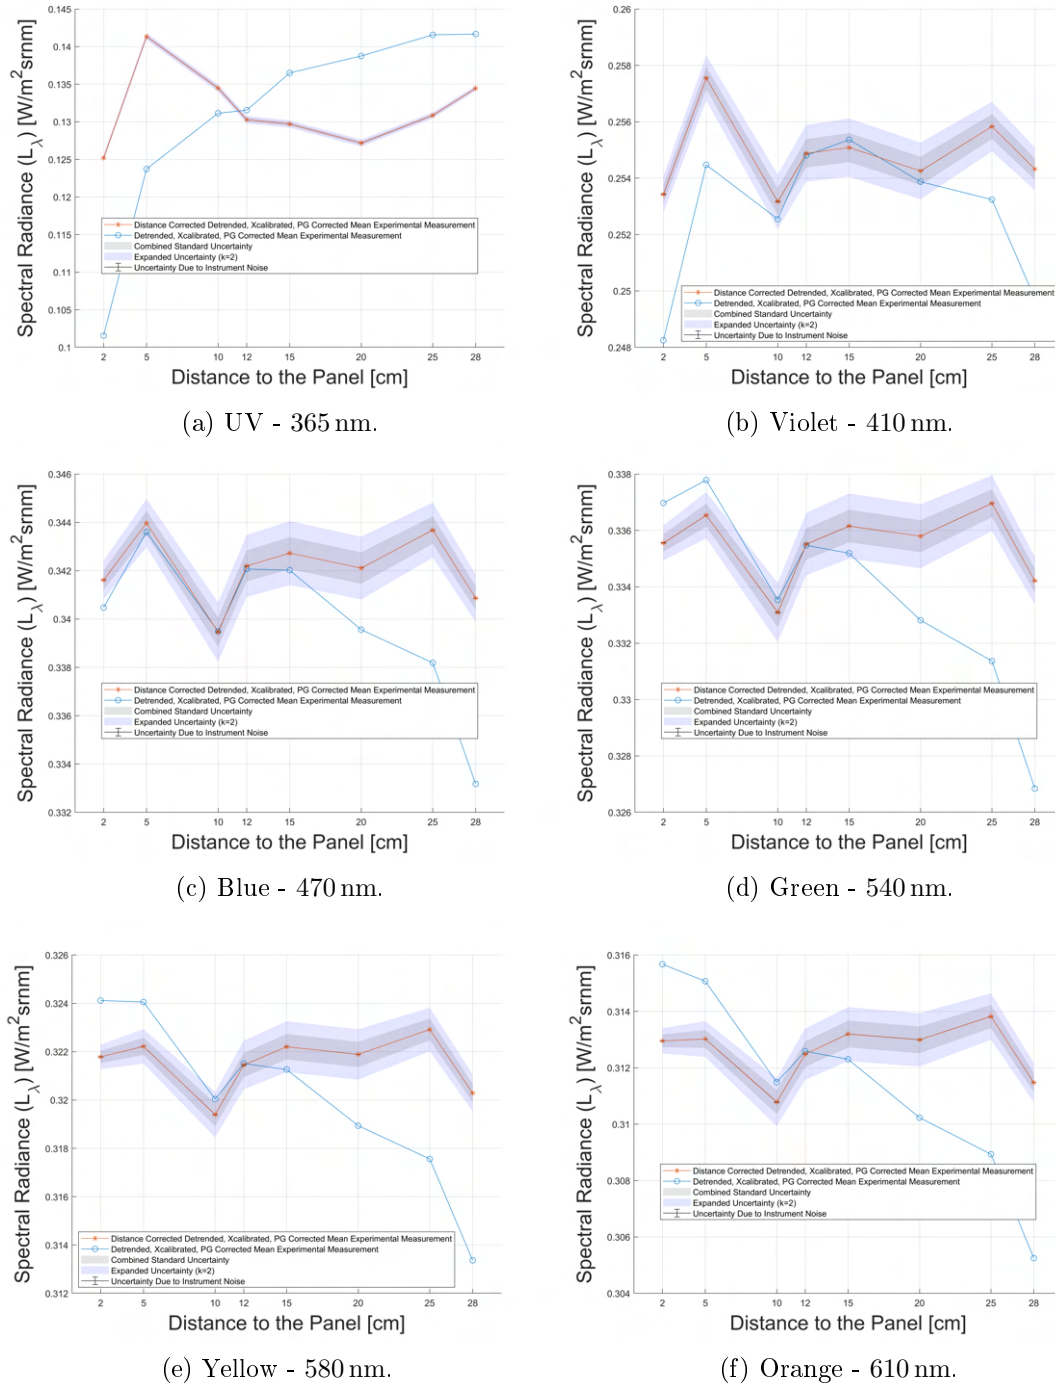 0.145
0.14
0.135
0.13
0.125
0.12
0.115
0.11
0.105
0.1
Spectral Radiance (Lλ) [W/m²srnm]
Distance Corrected Detrended, Xcalibrated, PG Corrected Mean Experimental Measurement
Detrended, Xcalibrated, PG Corrected Mean Experimental Measurement
Combined Standard Uncertainty
Expanded Uncertainty (k=2)
Uncertainty Due to Instrument Noise
2 5 10 12 15 20 25 28
Distance to the Panel [cm]
(a) UV - 365 nm.
0.26
0.258
0.256
0.254
0.252
0.25
0.248
Spectral Radiance (Lλ) [W/m²srnm]
Distance Corrected Detrended, Xcalibrated, PG Corrected Mean Experimental Measurement
Detrended, Xcalibrated, PG Corrected Mean Experimental Measurement
Combined Standard Uncertainty
Expanded Uncertainty (k=2)
Uncertainty Due to Instrument Noise
2 5 10 12 15 20 25 28
Distance to the Panel [cm]
(b) Violet - 410 nm.
0.346
0.344
0.342
0.34
0.338
0.336
0.334
0.332
Spectral Radiance (Lλ) [W/m²srnm]
Distance Corrected Detrended, Xcalibrated, PG Corrected Mean Experimental Measurement
Detrended, Xcalibrated, PG Corrected Mean Experimental Measurement
Combined Standard Uncertainty
Expanded Uncertainty (k=2)
Uncertainty Due to Instrument Noise
2 5 10 12 15 20 25 28
Distance to the Panel [cm]
(c) Blue - 470 nm.
0.338
0.336
0.334
0.332
0.33
0.328
0.326
Spectral Radiance (Lλ) [W/m²srnm]
Distance Corrected Detrended, Xcalibrated, PG Corrected Mean Experimental Measurement
Detrended, Xcalibrated, PG Corrected Mean Experimental Measurement
Combined Standard Uncertainty
Expanded Uncertainty (k=2)
Uncertainty Due to Instrument Noise
2 5 10 12 15 20 25 28
Distance to the Panel [cm]
(d) Green - 540 nm.
0.326
0.324
0.322
0.32
0.318
0.316
0.314
0.312
Spectral Radiance (Lλ) [W/m²srnm]
Distance Corrected Detrended, Xcalibrated, PG Corrected Mean Experimental Measurement
Detrended, Xcalibrated, PG Corrected Mean Experimental Measurement
Combined Standard Uncertainty
Expanded Uncertainty (k=2)
Uncertainty Due to Instrument Noise
2 5 10 12 15 20 25 28
Distance to the Panel [cm]
(e) Yellow - 580 nm.
0.316
0.314
0.312
0.31
0.308
0.306
0.304
Spectral Radiance (Lλ) [W/m²srnm]
Distance Corrected Detrended, Xcalibrated, PG Corrected Mean Experimental Measurement
Detrended, Xcalibrated, PG Corrected Mean Experimental Measurement
Combined Standard Uncertainty
Expanded Uncertainty (k=2)
Uncertainty Due to Instrument Noise
2 5 10 12 15 20 25 28
Distance to the Panel [cm]
(f) Orange - 610 nm.